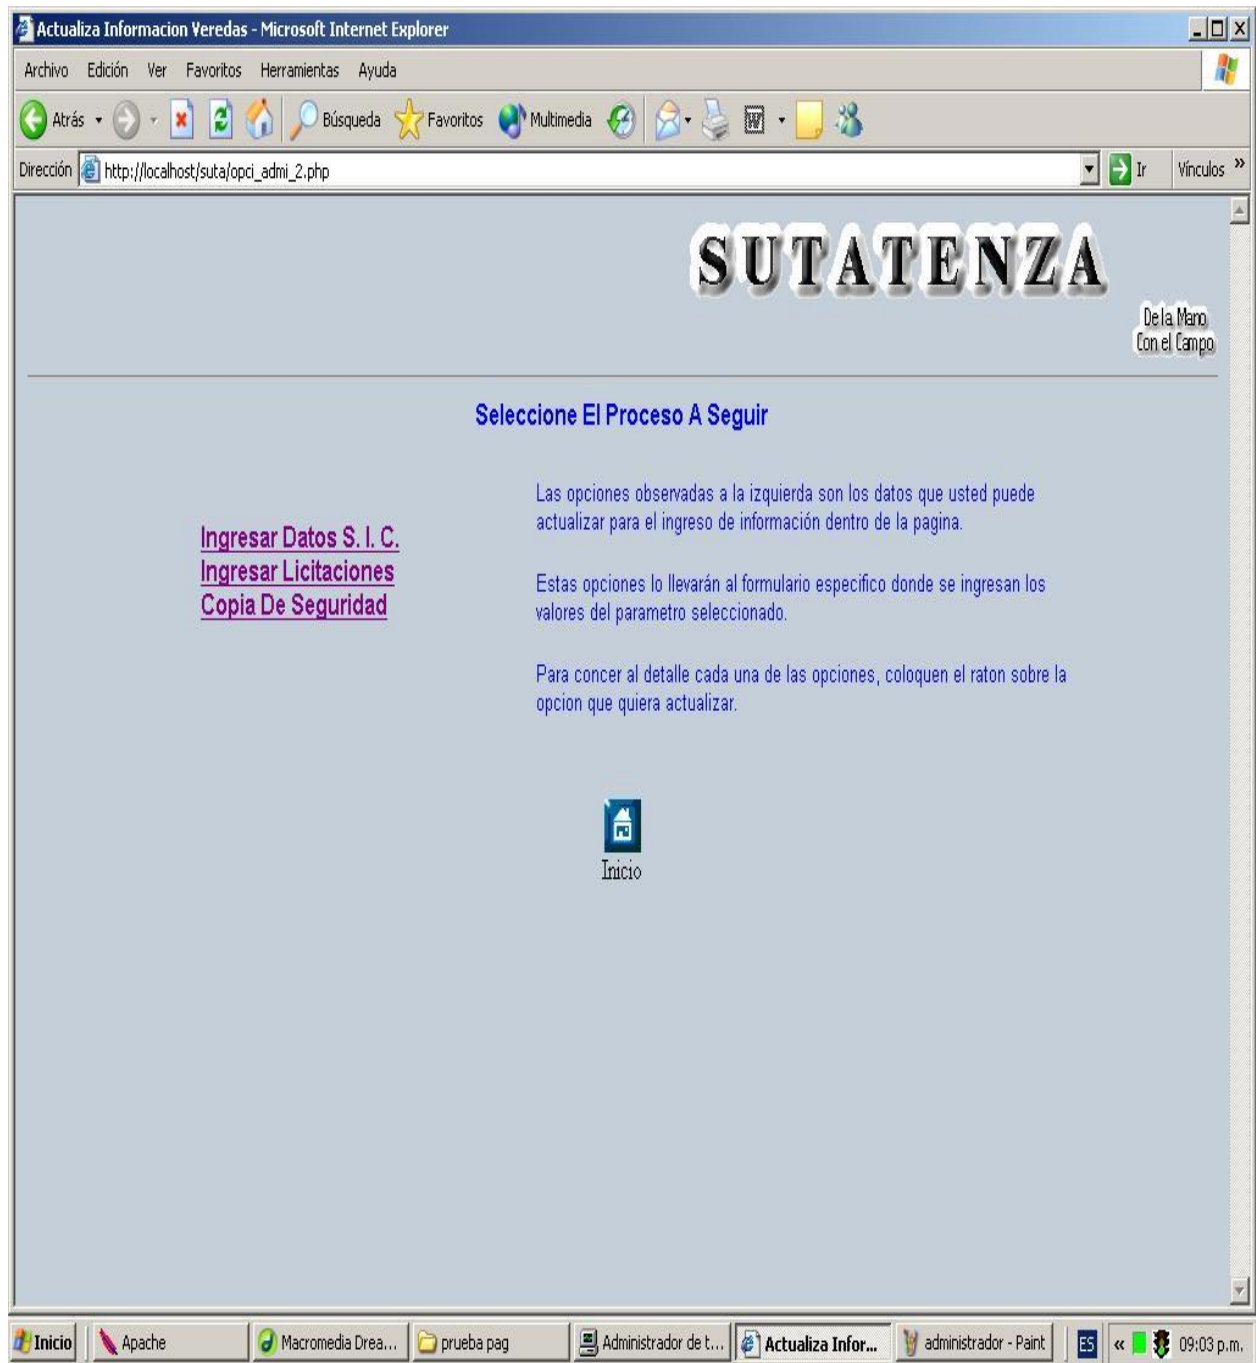 Actualiza Informacion Veredas - Microsoft Internet Explorer
Archivo Edición Ver Favoritos Herramientas Ayuda
Atrás Búsqueda Favoritos Multimedia
Dirección http://localhost/suta/opci_admi_2.php Ir Vínculos »
SUTATENZA
De la Mano
Con el Campo
Seleccione El Proceso A Seguir
Ingresar Datos S. I. C.
Ingresar Licitaciones
Copia De Seguridad
Las opciones observadas a la izquierda son los datos que usted puede
actualizar para el ingreso de información dentro de la pagina.
Estas opciones lo llevarán al formulario especifico donde se ingresan los
valores del parametro seleccionado.
Para concer al detalle cada una de las opciones, coloquen el raton sobre la
opcion que quiera actualizar.
Inicio
Inicio Apache Macromedia Drea... prueba pag Administrador de t... Actualiza Infor... administrador - Paint ES « 09:03 p.m.